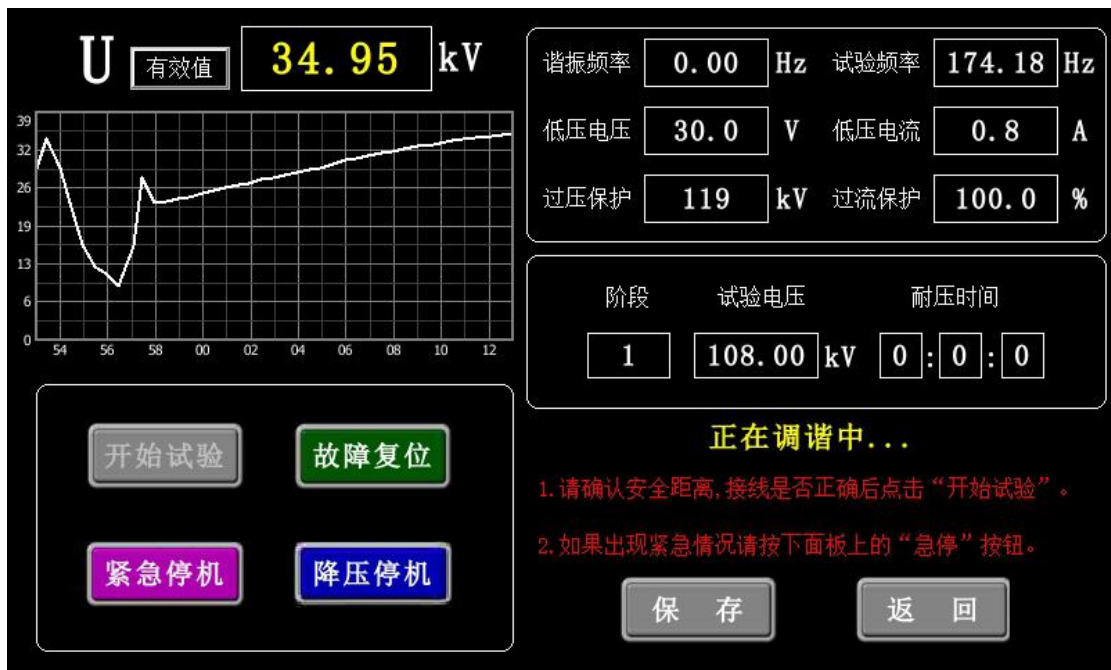 U 有效值 34.95 kV
39
32
26
19
13
6
0
54 56 58 00 02 04 06 08 10 12
谐振频率 0.00 Hz 试验频率 174.18 Hz
低压电压 30.0 V 低压电流 0.8 A
过压保护 119 kV 过流保护 100.0 %
阶段 试验电压 耐压时间
1 108.00 kV 0 : 0 : 0
开始试验 故障复位
紧急停机 降压停机
正在调谐中...
1.请确认安全距离,接线是否正确后点击“开始试验”。
2.如果出现紧急情况请按下面板上的“急停”按钮。
保 存 返 回